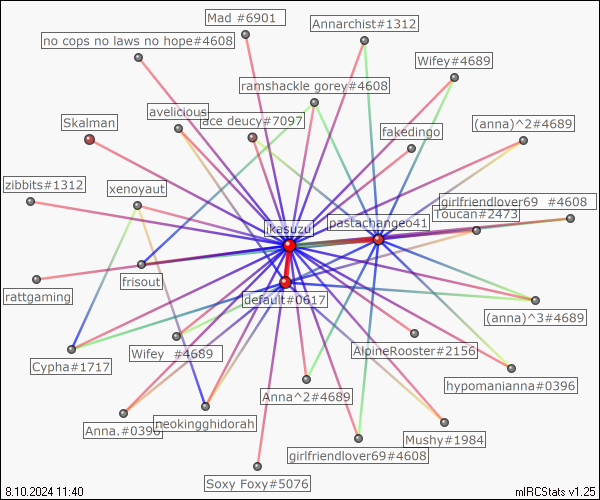 Mad #6901
Annarchist#1312
no cops no laws no hope#4608
Wifey#4689
ramshackle gorey#4608
avelicious
ace deucy#7097
Skalman
fakedingo
(anna)^2#4689
zibbits#1312
xenoyaut
girlfriendlover69 #4608
Toucan#2473
pastachangeo41
ikasuzu
frisout
rattgaming
default#0617
(anna)^3#4689
Wifey #4689
AlpineRooster#2156
Cypha#1717
hypomanianna#0396
Anna^2#4689
neokingghidorah
Anna.#0396
Mushy#1984
girlfriendlover69#4608
Soxy Foxy#5076
8.10.2024 11:40
mIRCStats v1.25